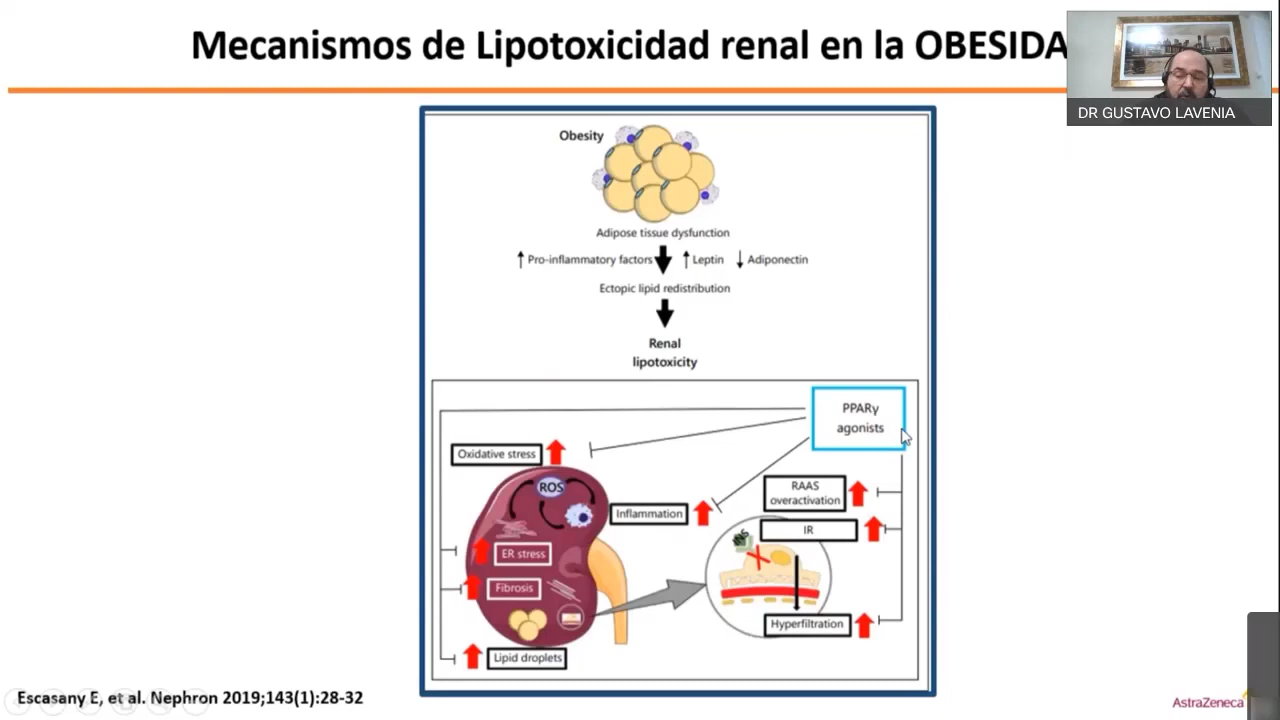 Mecanismos de Lipotoxicidad renal en la OBESIDA
DR GUSTAVO LAVENIA
Obesity
Adipose tissue dysfunction
↑ Pro-inflammatory factors ↑ Leptin ↓ Adiponectin
Ectopic lipid redistribution
Renal
lipotoxicity
PPARγ
agonists
Oxidative stress
ROS
Inflammation
RAAS
overactivation
IR
ER stress
Fibrosis
Hyperfiltration
Lipid droplets
Escasany E, et al. Nephron 2019;143(1):28-32
AstraZeneca